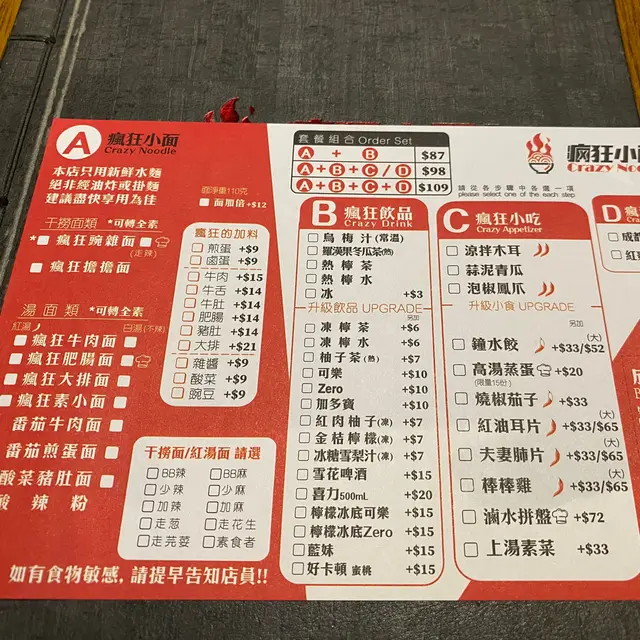 A 瘋狂小面
Crazy Noodle
本店只用新鮮水麵
絕非經油炸或掛麵
建議盡快享用為佳
面淨重110克
面加倍 +$12
干撈面類 *可轉全素
*瘋狂豌雜面
(走辣)
瘋狂擔擔面
湯面類 *可轉全素
紅湯 白湯(不辣)
瘋狂牛肉面
瘋狂肥腸面
瘋狂大排面
瘋狂素小面
番茄牛肉面
番茄煎蛋面
酸菜豬肚面
酸辣粉
瘋狂的加料
煎蛋 +$9
鹵蛋 +$9
牛肉 +$15
牛舌 +$14
牛肚 +$14
肥腸 +$14
豬肚 +$14
大排 +$21
雜醬 +$9
酸菜 +$9
豌豆 +$9
干撈面/紅湯面 請選
BB辣 BB麻
少辣 少麻
加辣 加麻
走葱 走花生
走芫荽 素食者
如有食物敏感, 請提早告知店員!!
套餐組合 Order Set
A + B $87
A + B + C / D $98
A + B + C + D $109
請從各步驟中各選一項
please select one of the each step
瘋狂小面
Crazy Noo
B 瘋狂飲品
Crazy Drink
烏梅汁(常溫)
羅漢果冬瓜茶(熱)
熱檸茶
熱檸水
冰 +$3
升級飲品 UPGRADE
另加
凍檸茶 +$6
凍檸水 +$6
柚子茶(熱) +$7
可樂 +$10
Zero +$10
加多寶 +$10
紅肉柚子(凍) +$7
金桔檸檬(凍) +$7
冰糖雪梨汁(凍) +$7
雪花啤酒 +$15
喜力500mL +$20
檸檬冰底可樂 +$15
檸檬冰底Zero +$15
藍妹 +$15
好卡頓 蜜桃 +$15
C 瘋狂小吃
Crazy Appetizer
涼拌木耳
蒜泥青瓜
泡椒鳳爪
升級小食 UPGRADE
另加
(大)
鐘水餃 +$33/$52
高湯蒸蛋 +$20
(限量15份)
燒椒茄子 +$33
(大)
紅油耳片 +$33/$65
(大)
夫妻肺片 +$33/$65
(大)
棒棒雞 +$33/$65
滷水拼盤 +$72
上湯素菜 +$33
D 瘋狂
Craz
成都
紅